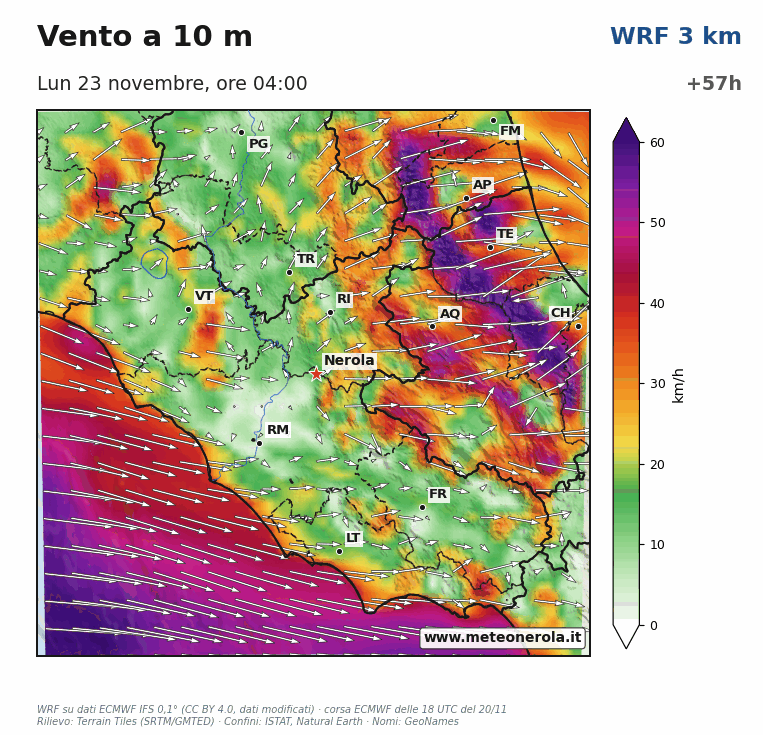 Vento a 10 m
WRF 3 km
Lun 23 novembre, ore 04:00
+57h
FM
PG
AP
TE
TR
VT
RI
AQ
CH
Nerola
RM
FR
LT
www.meteonerola.it
60
50
40
30
20
10
0
km/h
WRF su dati ECMWF IFS 0,1° (CC BY 4.0, dati modificati) · corsa ECMWF delle 18 UTC del 20/11
Rilievo: Terrain Tiles (SRTM/GMTED) · Confini: ISTAT, Natural Earth · Nomi: GeoNames